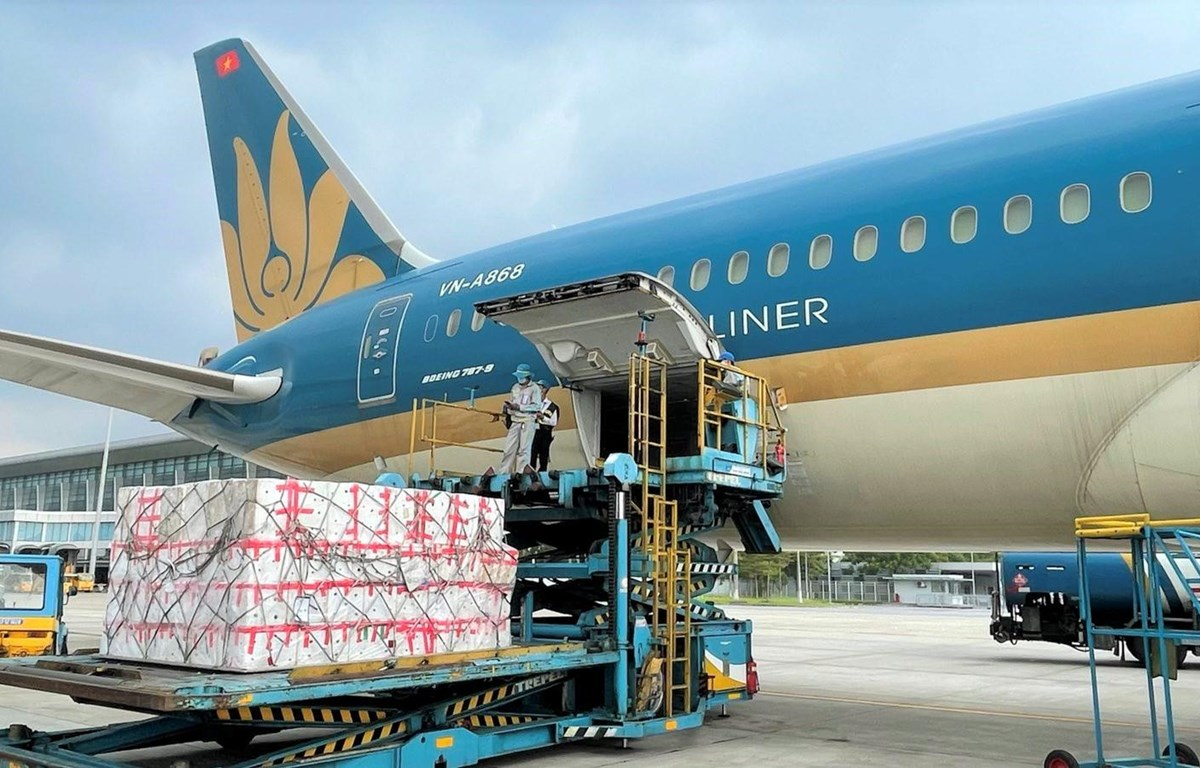 VN-A868
LINER
BOEING 787-9
TREPEL
TREPEL